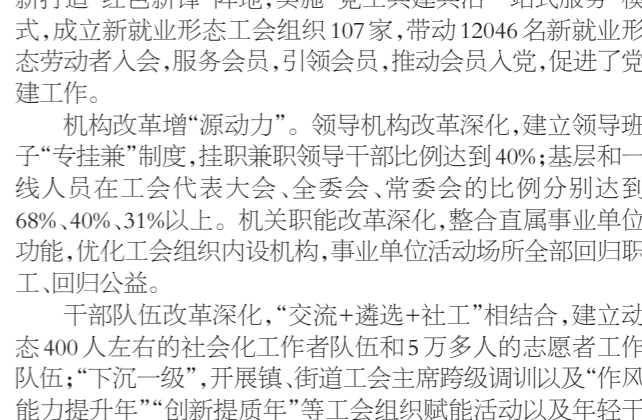 新打造“红色新锋”阵地，实施“党工共建共治一站式服务”模
式，成立新就业形态工会组织107家，带动12046名新就业形
态劳动者入会，服务会员，引领会员，推动会员入党，促进了党
建工作。
机构改革增“源动力”。领导机构改革深化，建立领导班
子“专挂兼”制度，挂职兼职领导干部比例达到40%；基层和一
线人员在工会代表大会、全委会、常委会的比例分别达到
68%、40%、31%以上。机关职能改革深化，整合直属事业单位
功能，优化工会组织内设机构，事业单位活动场所全部回归职
工、回归公益。
干部队伍改革深化，“交流+遴选+社工”相结合，建立动
态400人左右的社会化工作者队伍和5万多人的志愿者工作
队伍；“下沉一级”，开展镇、街道工会主席跨级调训以及“作风
能力提升年”“创新提质年”等工会组织赋能活动以及年轻干